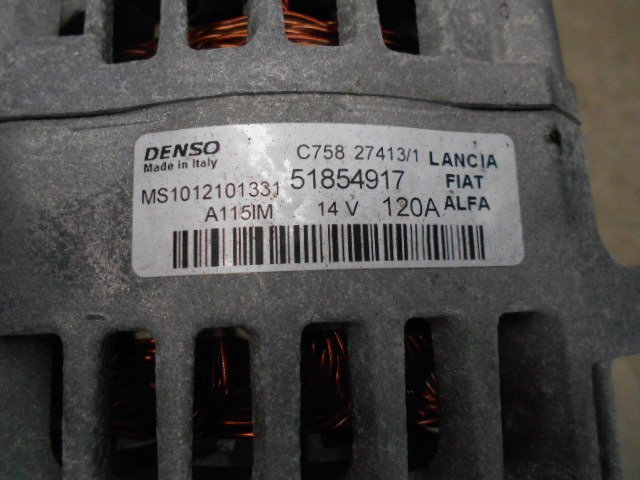 DENSO C758 27413/1 LANCIA
Made in Italy
MS1012101331 51854917 FIAT
A115IM 14 V 120A ALFA